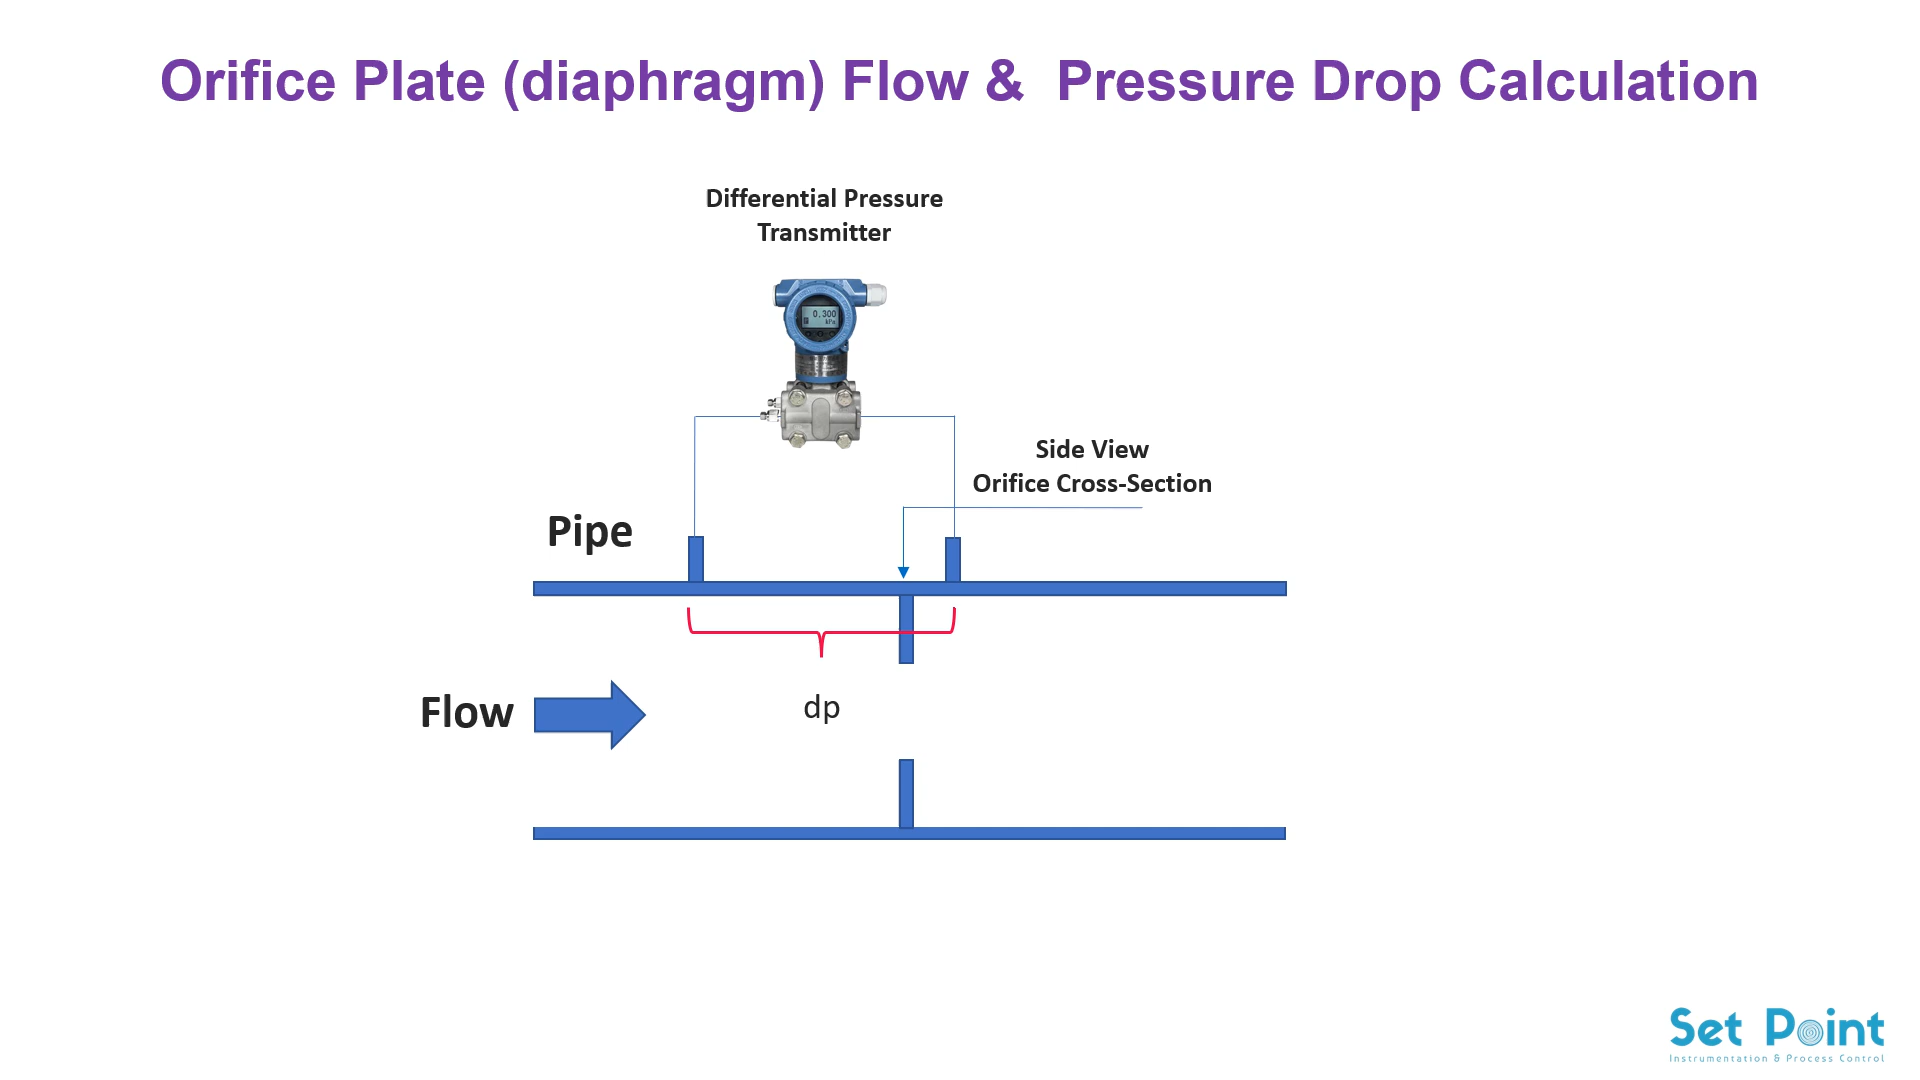 Orifice Plate (diaphragm) Flow & Pressure Drop Calculation
Differential Pressure
Transmitter
0.300
kPa
Side View
Orifice Cross-Section
Pipe
Flow
dp
Set Point
Instrumentation & Process Control